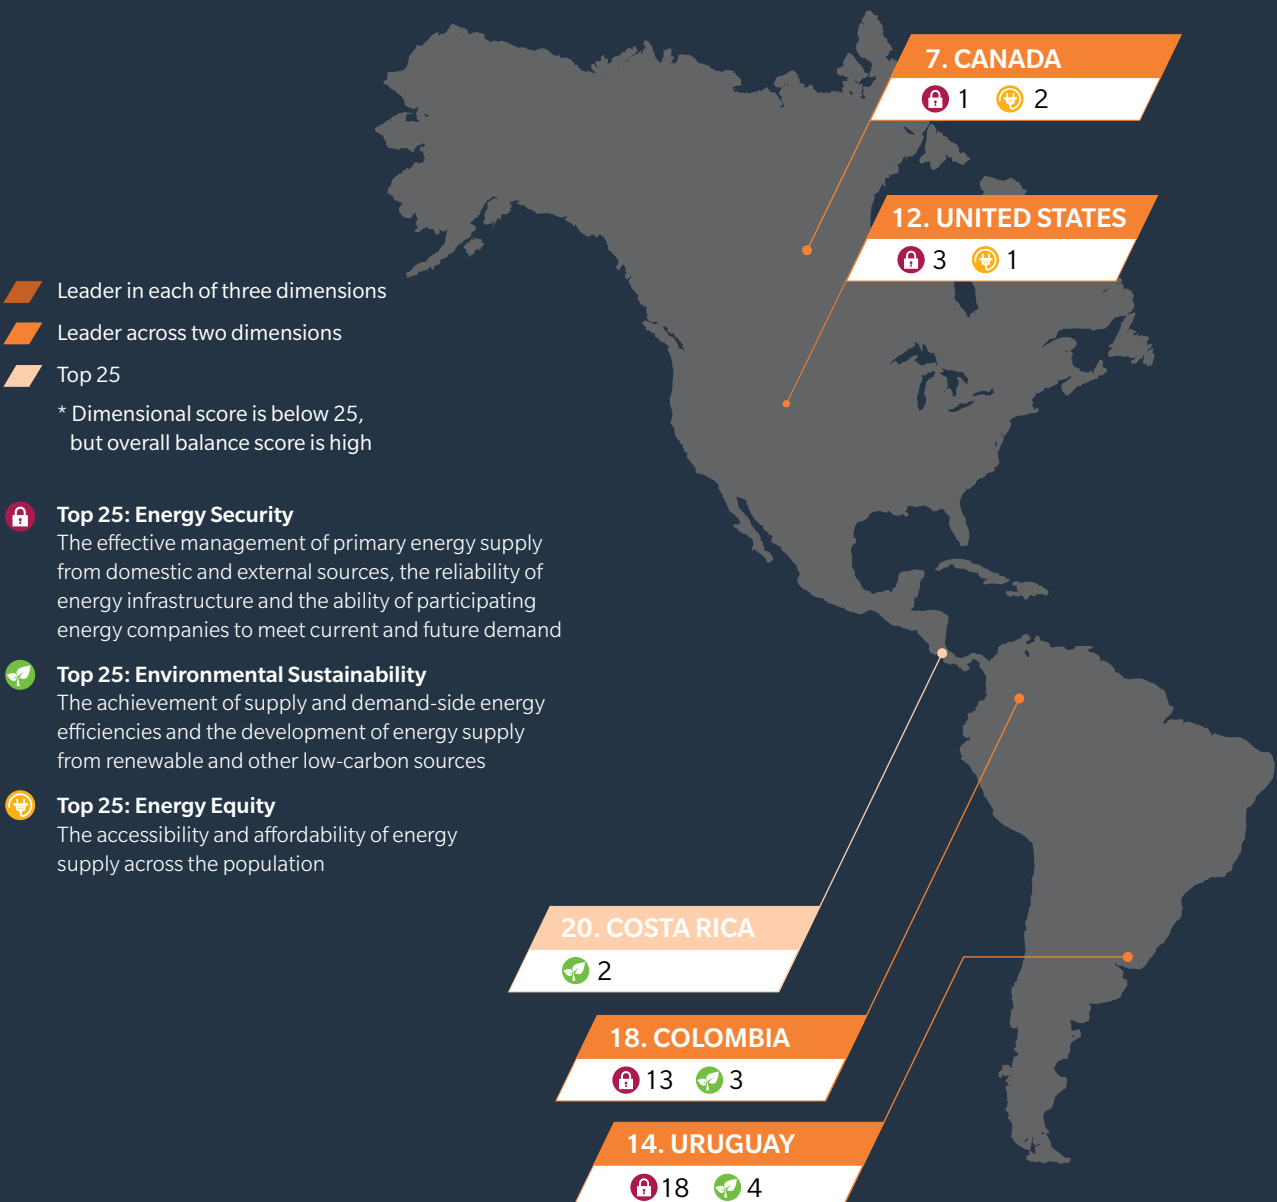 7. CANADA
1 2
12. UNITED STATES
3 1
Leader in each of three dimensions
Leader across two dimensions
Top 25
* Dimensional score is below 25,
but overall balance score is high
Top 25: Energy Security
The effective management of primary energy supply
from domestic and external sources, the reliability of
energy infrastructure and the ability of participating
energy companies to meet current and future demand
Top 25: Environmental Sustainability
The achievement of supply and demand-side energy
efficiencies and the development of energy supply
from renewable and other low-carbon sources
Top 25: Energy Equity
The accessibility and affordability of energy
supply across the population
20. COSTA RICA
2
18. COLOMBIA
13 3
14. URUGUAY
18 4